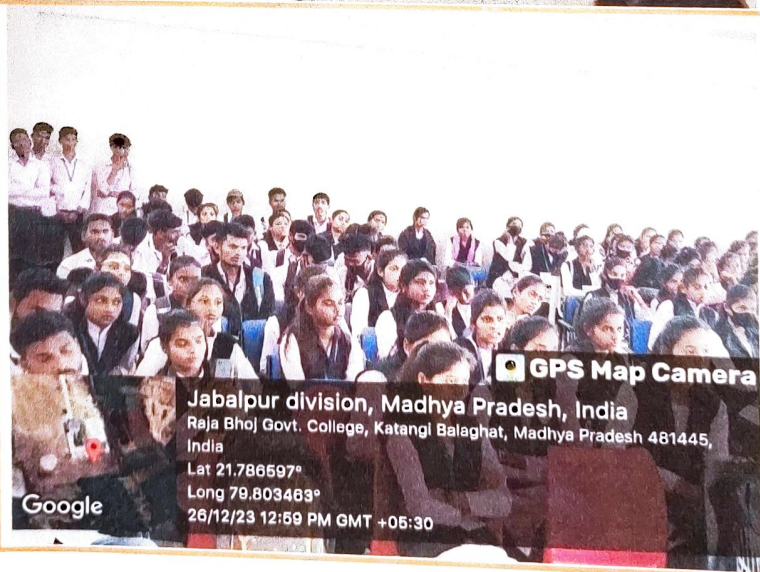 GPS Map Camera
Jabalpur division, Madhya Pradesh, India
Raja Bhoj Govt. College, Katangi Balaghat, Madhya Pradesh 481445,
India
Lat 21.786597°
Long 79.803463°
26/12/23 12:59 PM GMT +05:30
Google